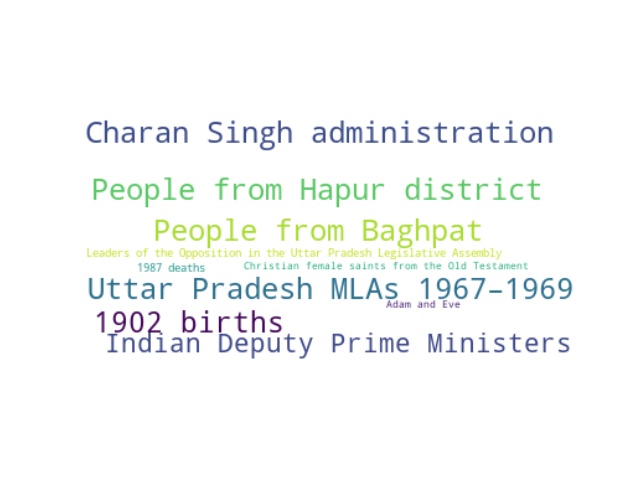 Charan Singh administration
People from Hapur district
People from Baghpat
Leaders of the Opposition in the Uttar Pradesh Legislative Assembly
1987 deaths
Christian female saints from the Old Testament
Uttar Pradesh MLAs 1967–1969
Adam and Eve
1902 births
Indian Deputy Prime Ministers